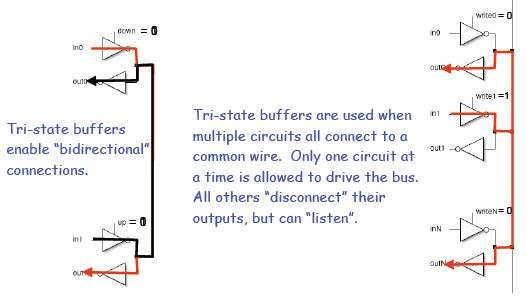 down = 0
in0
out0
Tri-state buffers
enable “bidirectional”
connections.
up = 0
in1
out
Tri-state buffers are used when
multiple circuits all connect to a
common wire. Only one circuit at
a time is allowed to drive the bus.
All others “disconnect” their
outputs, but can “listen”.
write0 = 0
in0
out0
write1 =1
in1
out1
writeN = 0
inN
outN